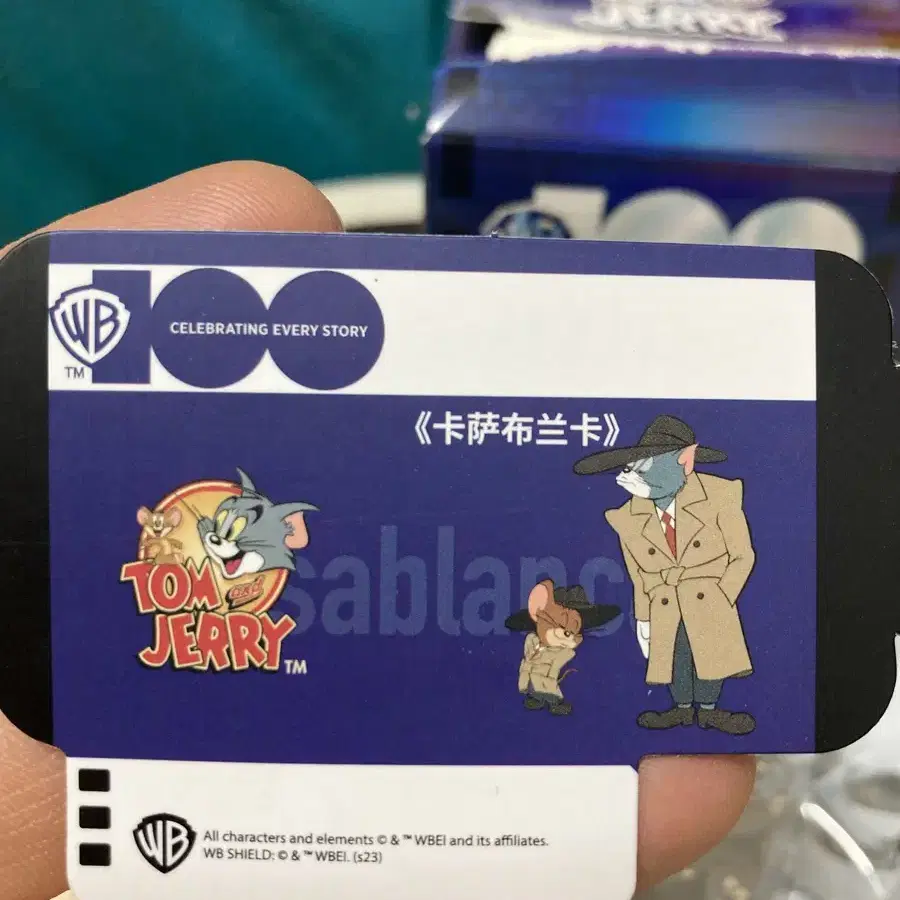 JERRY
WB
TM
100
CELEBRATING EVERY STORY
《卡萨布兰卡》
sablanc
TOM and
JERRY TM
WB
All characters and elements © & ™ WBEI and its affiliates.
WB SHIELD: © & ™ WBEI. (s23)